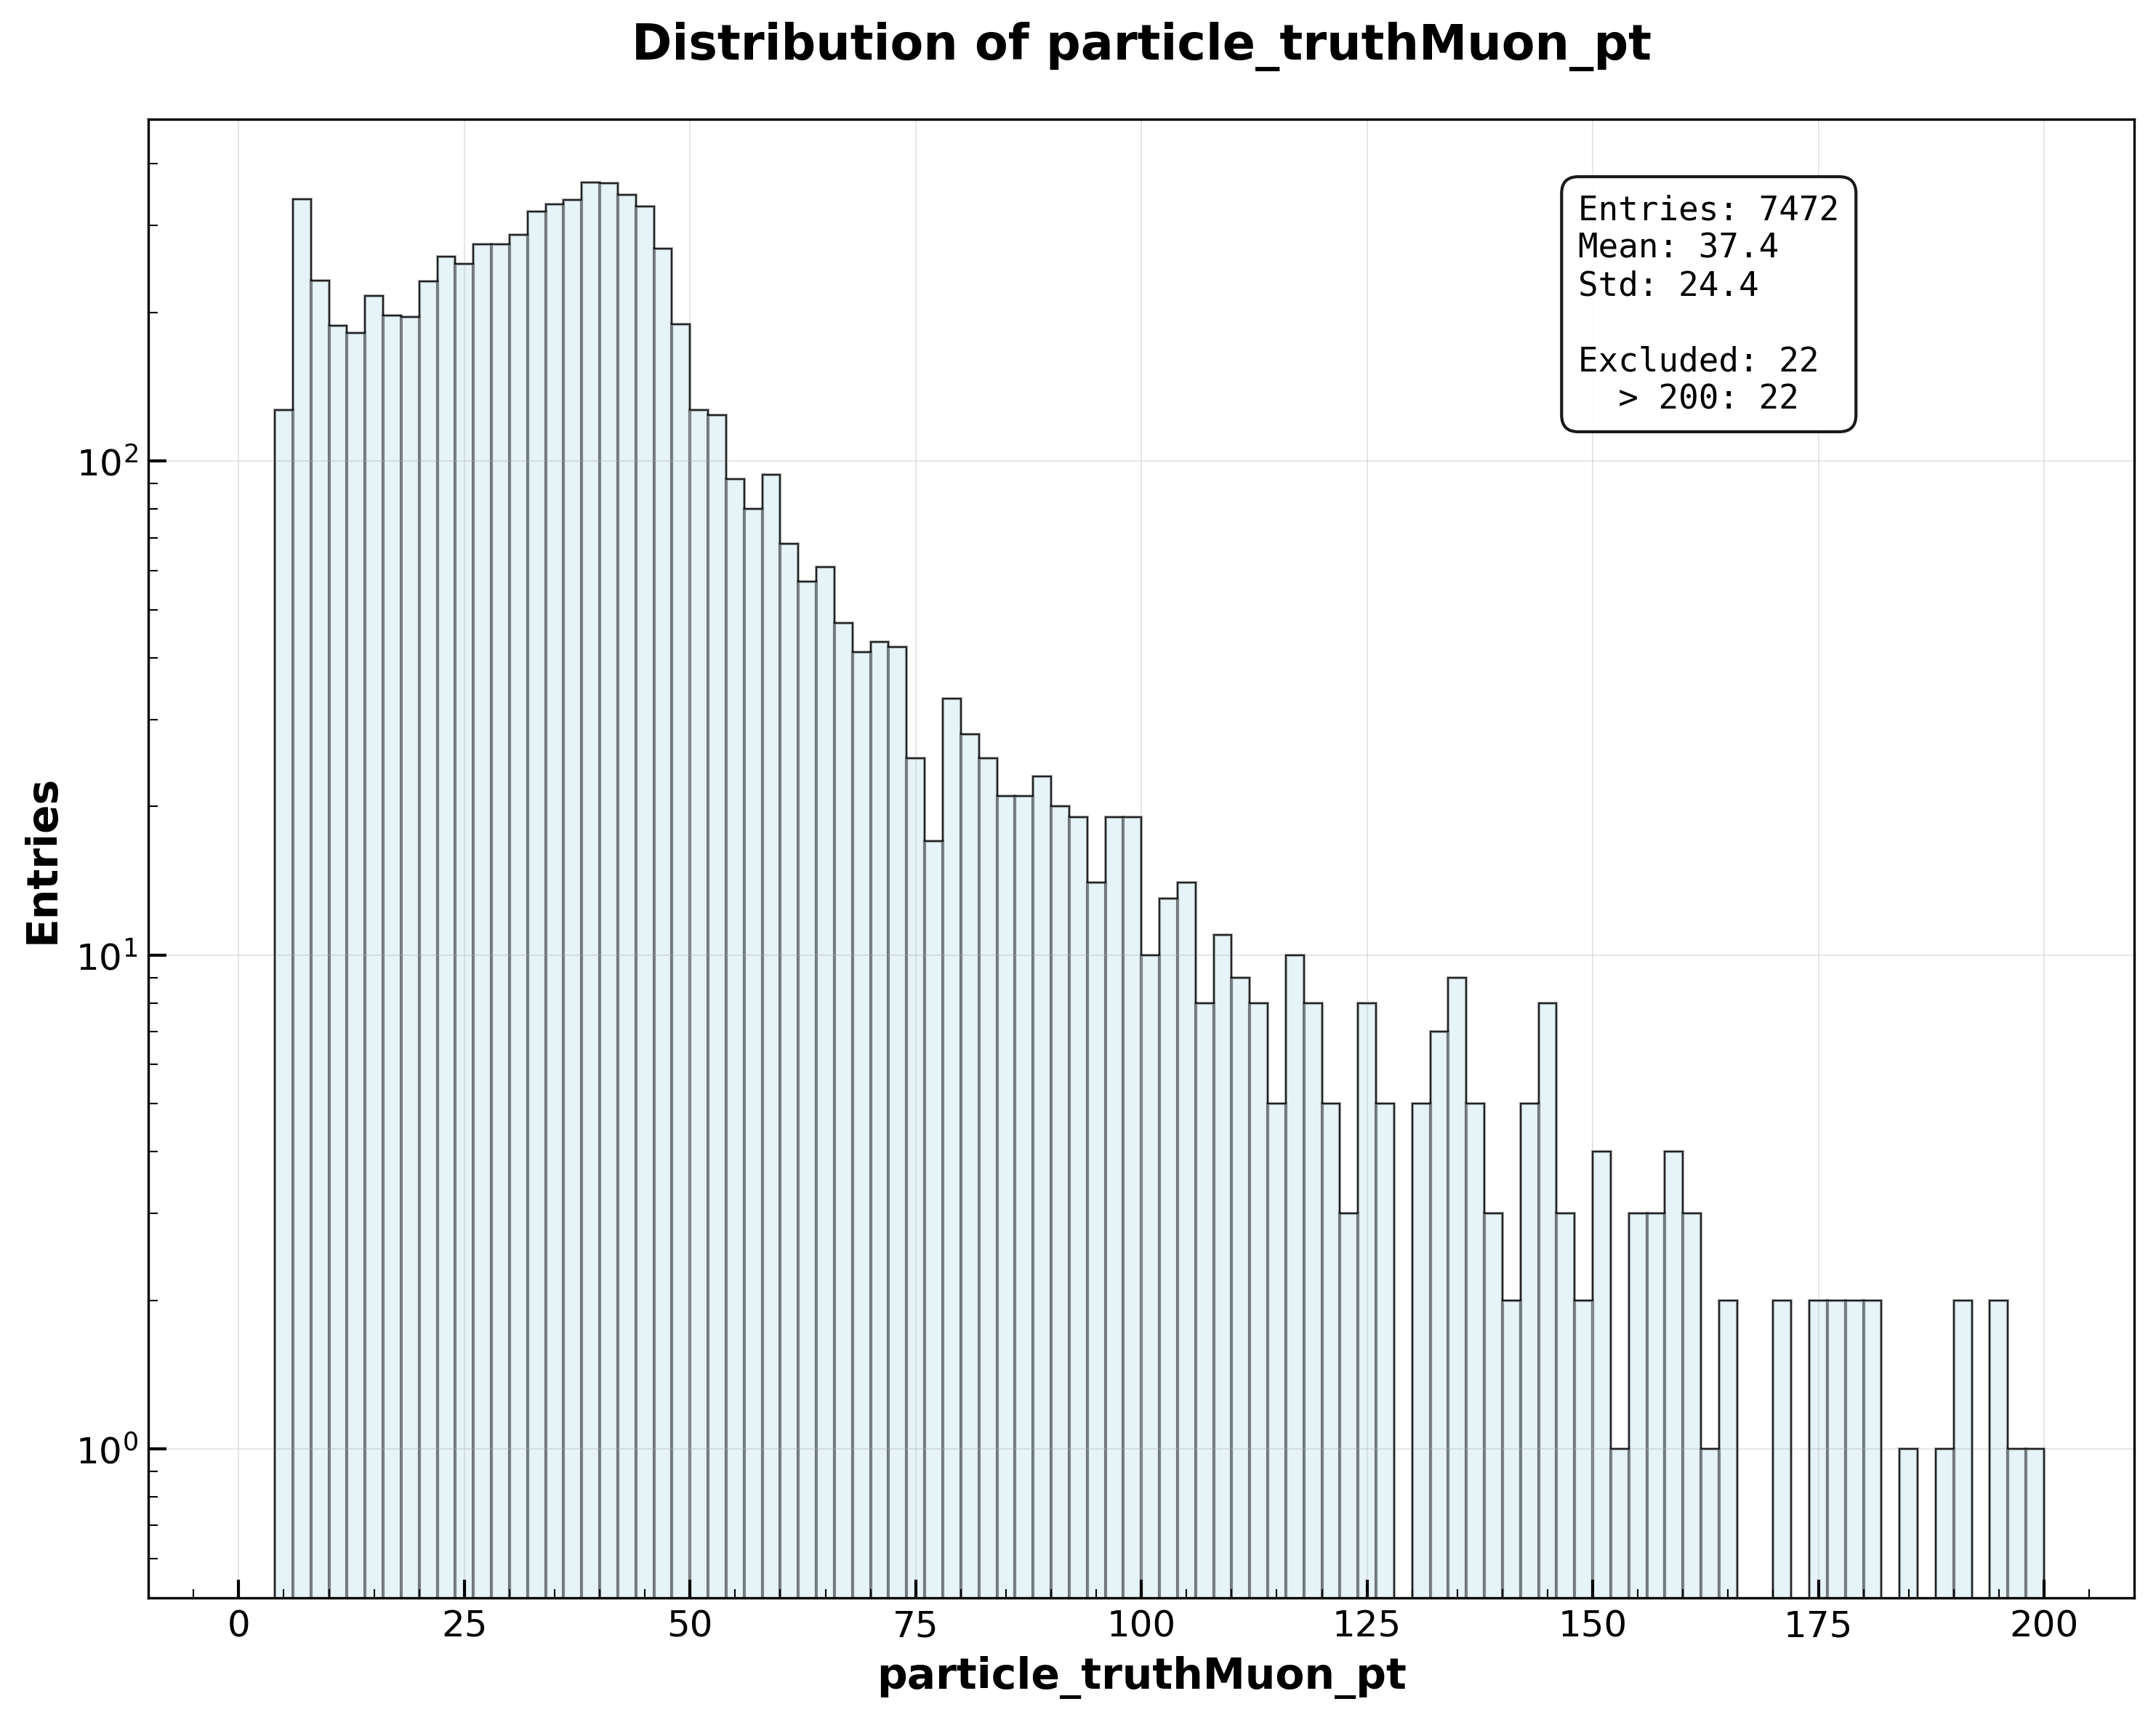 Distribution of particle_truthMuon_pt
Entries: 7472
Mean: 37.4
Std: 24.4
Excluded: 22
> 200: 22
Entries
10²
10¹
10⁰
0 25 50 75 100 125 150 175 200
particle_truthMuon_pt